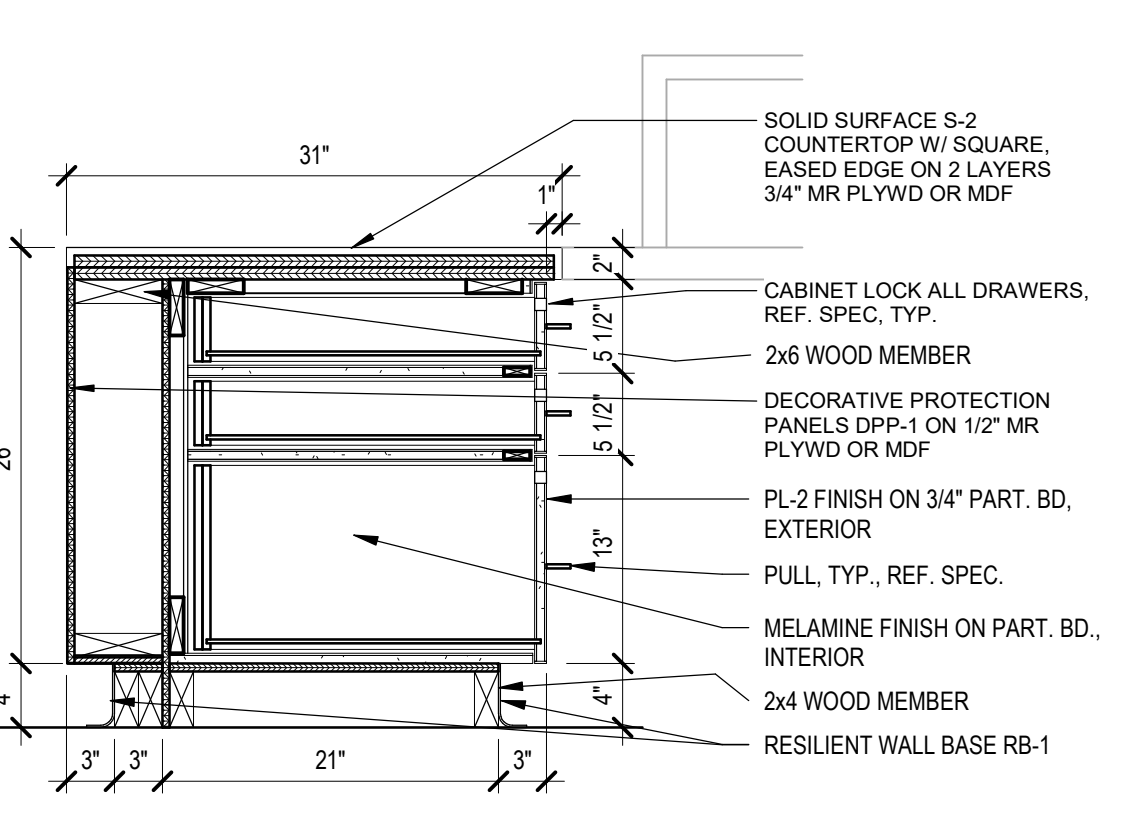 31"
1"
SOLID SURFACE S-2
COUNTERTOP W/ SQUARE,
EASED EDGE ON 2 LAYERS
3/4" MR PLYWD OR MDF
2"
CABINET LOCK ALL DRAWERS,
REF. SPEC, TYP.
5 1/2"
2x6 WOOD MEMBER
DECORATIVE PROTECTION
PANELS DPP-1 ON 1/2" MR
PLYWD OR MDF
5 1/2"
26
PL-2 FINISH ON 3/4" PART. BD,
EXTERIOR
13"
PULL, TYP., REF. SPEC.
MELAMINE FINISH ON PART. BD.,
INTERIOR
4
4"
2x4 WOOD MEMBER
RESILIENT WALL BASE RB-1
3" 3" 21" 3"